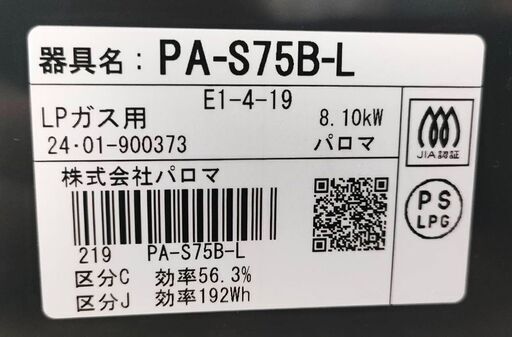 器具名：PA-S75B-L
E1-4-19
LPガス用 8.10kW
24・01-900373 パロマ
JIA認証
株式会社パロマ
PS
LPG
219 PA-S75B-L
区分C 効率56.3%
区分J 効率192Wh